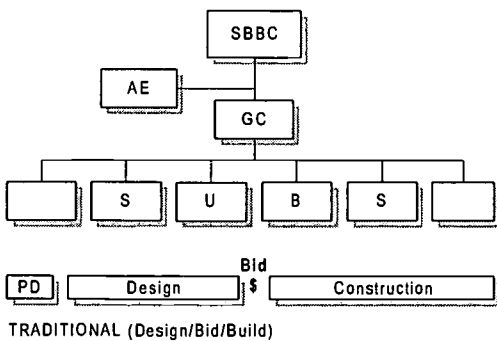 SBBC
AE
GC
S U B S
Bid
PD Design $ Construction
TRADITIONAL (Design/Bid/Build)